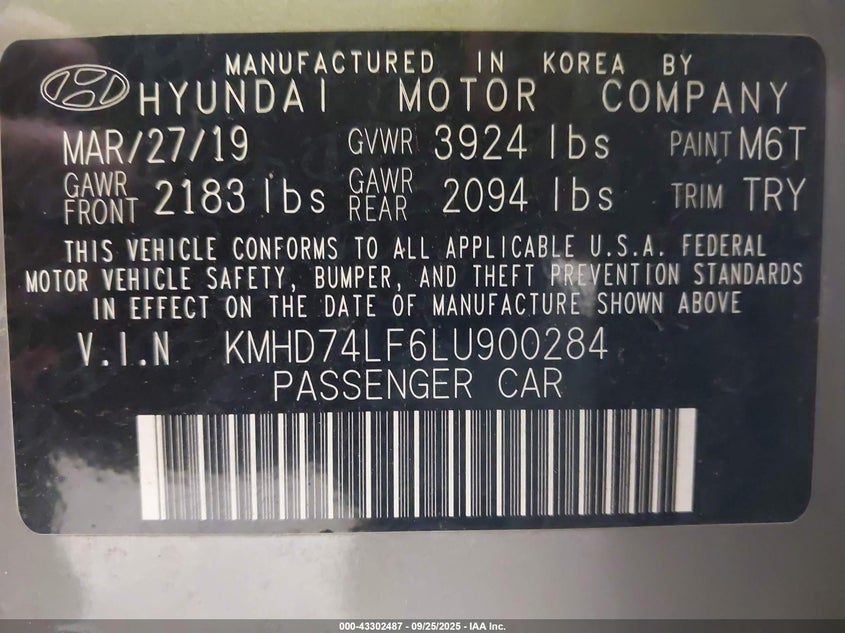 MANUFACTURED IN KOREA BY
HYUNDAI MOTOR COMPANY
MAR/27/19 GVWR 3924 lbs PAINT M6T
GAWR FRONT 2183 lbs GAWR REAR 2094 lbs TRIM TRY
THIS VEHICLE CONFORMS TO ALL APPLICABLE U.S.A. FEDERAL
MOTOR VEHICLE SAFETY, BUMPER, AND THEFT PREVENTION STANDARDS
IN EFFECT ON THE DATE OF MANUFACTURE SHOWN ABOVE
V.I.N KMHD74LF6LU900284
PASSENGER CAR
000-43302487 - 09/25/2025 - IAA Inc.